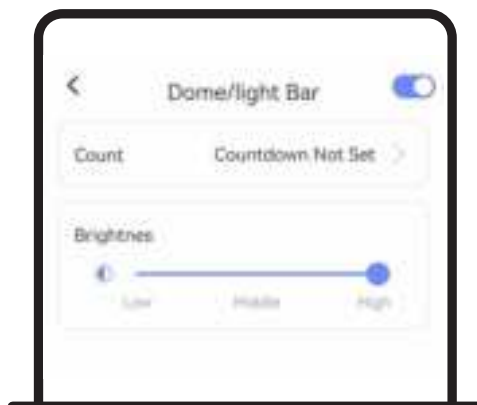 Dome/light Bar
Count Countdown Not Set
Brightnes
Low Middle High